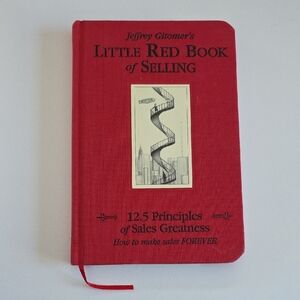 Jeffrey Gitomer's
LITTLE RED BOOK
of SELLING
12.5 Principles
of Sales Greatness
How to make sales FOREVER